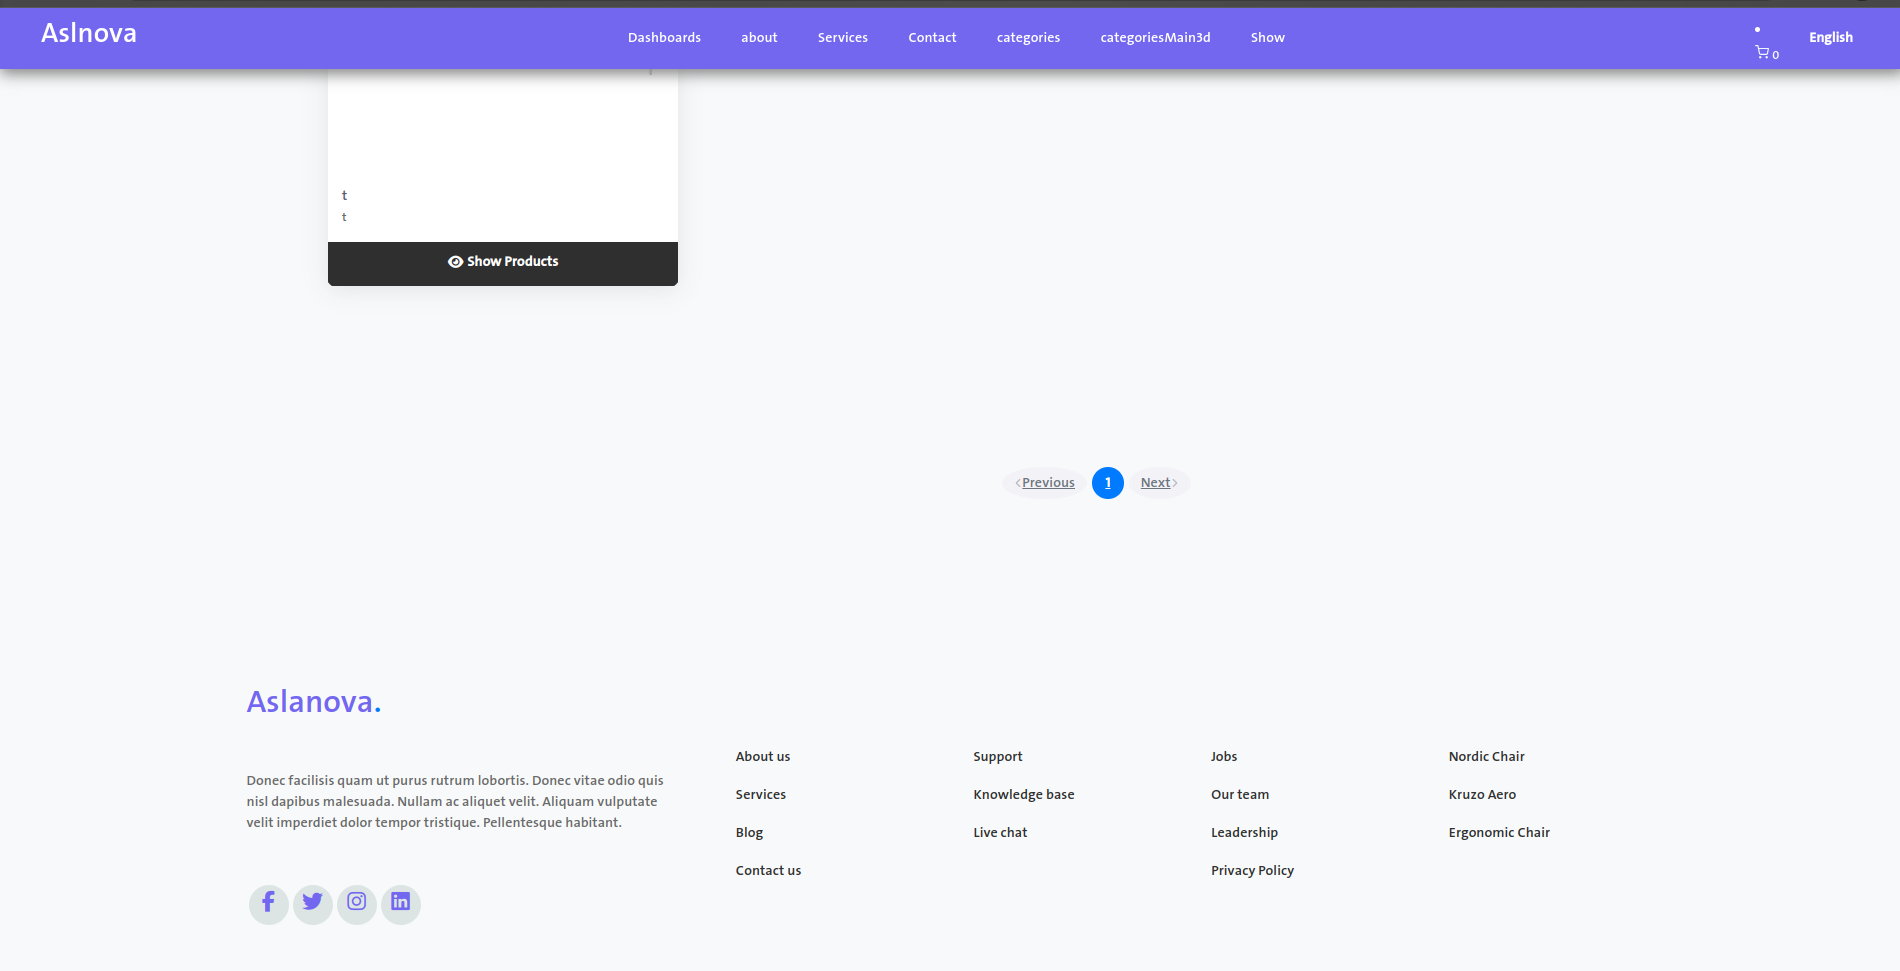 Aslnova
Dashboards about Services Contact categories categoriesMain3d Show
English
0
t
t
Show Products
Previous 1 Next
Aslanova.
Donec facilisis quam ut purus rutrum lobortis. Donec vitae odio quis
nisl dapibus malesuada. Nullam ac aliquet velit. Aliquam vulputate
velit imperdiet dolor tempor tristique. Pellentesque habitant.
About us
Services
Blog
Contact us
Support
Knowledge base
Live chat
Jobs
Our team
Leadership
Privacy Policy
Nordic Chair
Kruzo Aero
Ergonomic Chair